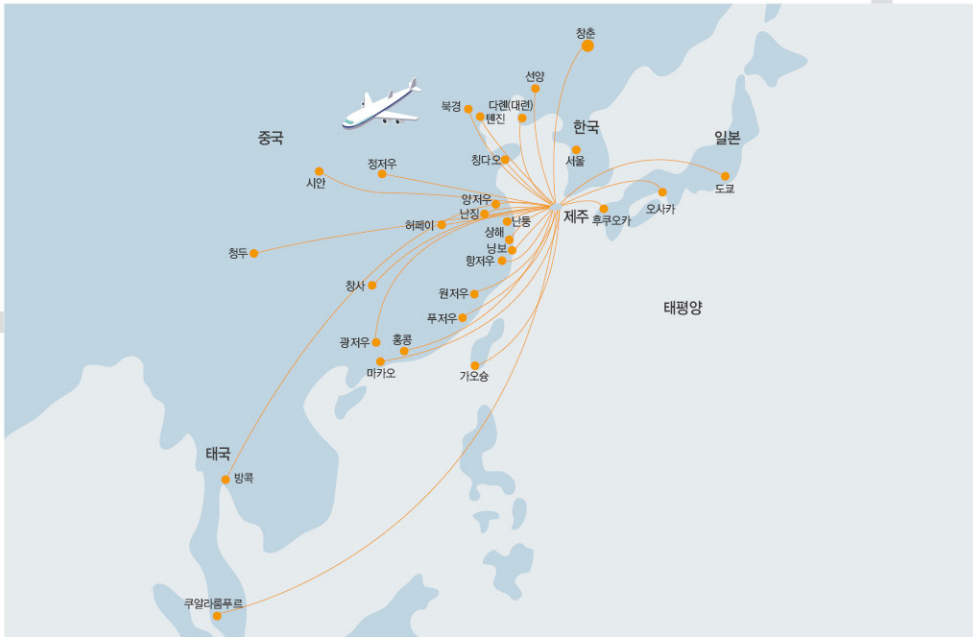 창춘
선양
북경
다롄(대련)
톈진
한국
중국
일본
칭다오
서울
정저우
시안
도쿄
양저우
난징
난퉁
제주
후쿠오카
오사카
허페이
상해
닝보
청두
항저우
창사
원저우
태평양
푸저우
광저우
홍콩
마카오
가오슝
태국
방콕
쿠알라룸푸르